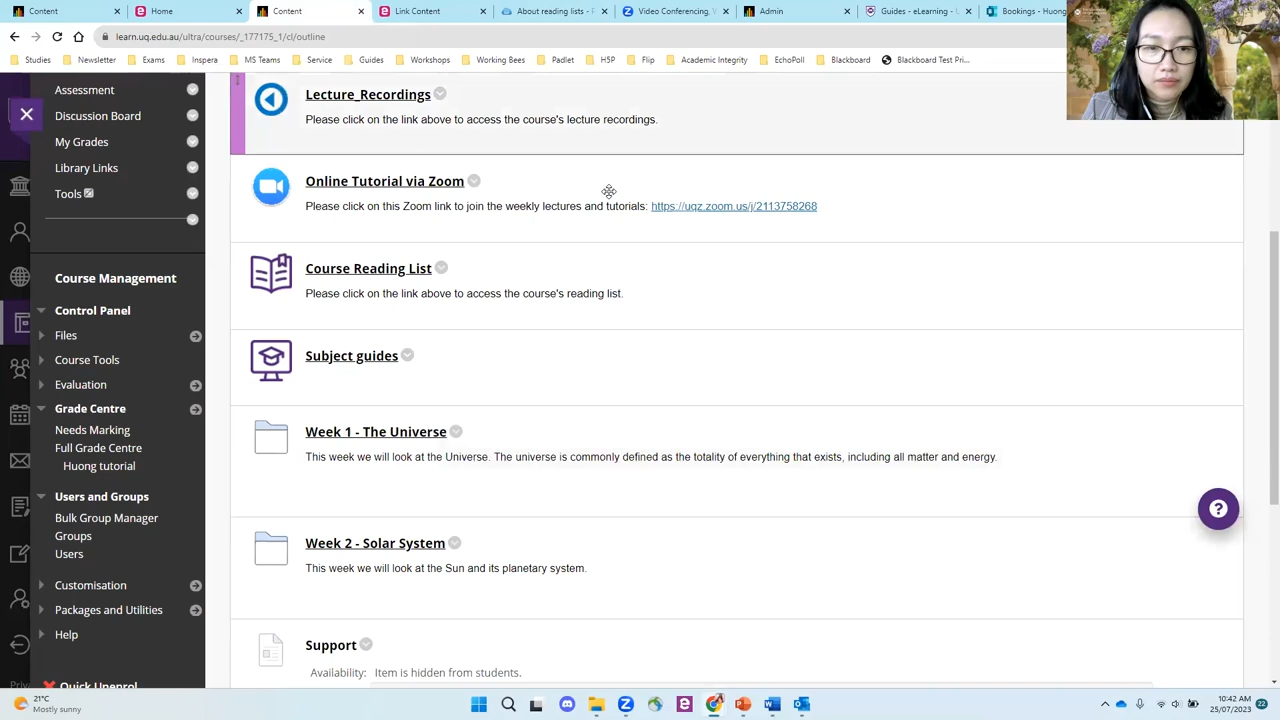 Content
Home
Content
Link Content
About reading lists - F
Video Conferencing, V
Admin
Guides - eLearning -
Bookings - Huong
learn.uq.edu.au/ultra/courses/_177175_1/cl/outline
Studies
Newsletter
Exams
Inspera
MS Teams
Service
Guides
Workshops
Working Bees
Padlet
H5P
Flip
Academic Integrity
EchoPoll
Blackboard
Blackboard Test Pri...
Assessment
Discussion Board
My Grades
Library Links
Tools
Course Management
Control Panel
Files
Course Tools
Evaluation
Grade Centre
Needs Marking
Full Grade Centre
Huong tutorial
Users and Groups
Bulk Group Manager
Groups
Users
Customisation
Packages and Utilities
Help
Quick Unenrol
Priv
Lecture_Recordings
Please click on the link above to access the course's lecture recordings.
Online Tutorial via Zoom
Please click on this Zoom link to join the weekly lectures and tutorials: https://uqz.zoom.us/j/2113758268
Course Reading List
Please click on the link above to access the course's reading list.
Subject guides
Week 1 - The Universe
This week we will look at the Universe. The universe is commonly defined as the totality of everything that exists, including all matter and energy.
Week 2 - Solar System
This week we will look at the Sun and its planetary system.
Support
Availability: Item is hidden from students.
?
21°C
Mostly sunny
10:42 AM
25/07/2023
22